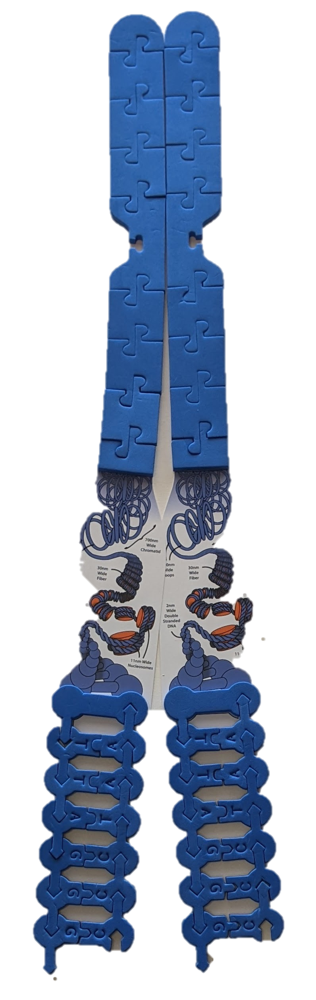 700nm
Wide
Chromatid
30nm
Wide
Fiber
11nm Wide
Nucleosomes
0nm
Wide
oops
30nm
Wide
Fiber
2nm
Wide
Double
Stranded
DNA
11
T A
T A
A T
G C
G C
G C
T A
T A
A T
G C
G C
G C